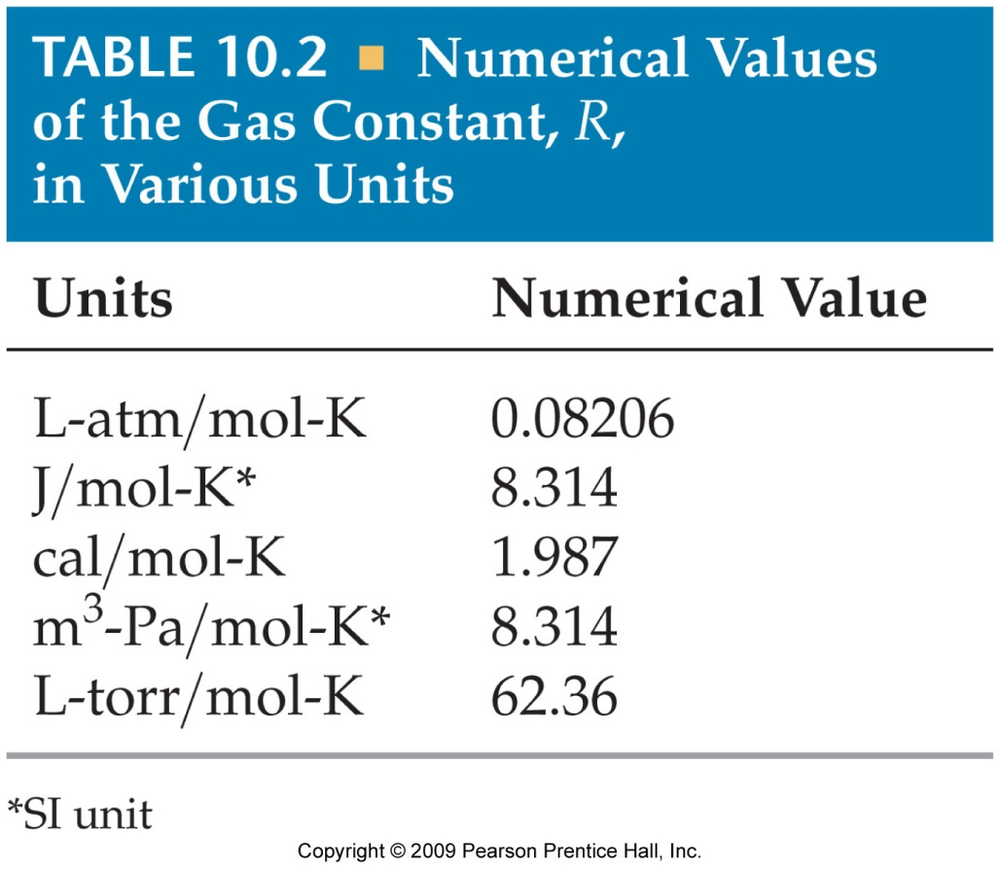 TABLE 10.2 ■ Numerical Values
of the Gas Constant, R,
in Various Units
Units Numerical Value
L-atm/mol-K 0.08206
J/mol-K* 8.314
cal/mol-K 1.987
m³-Pa/mol-K* 8.314
L-torr/mol-K 62.36
*SI unit
Copyright © 2009 Pearson Prentice Hall, Inc.